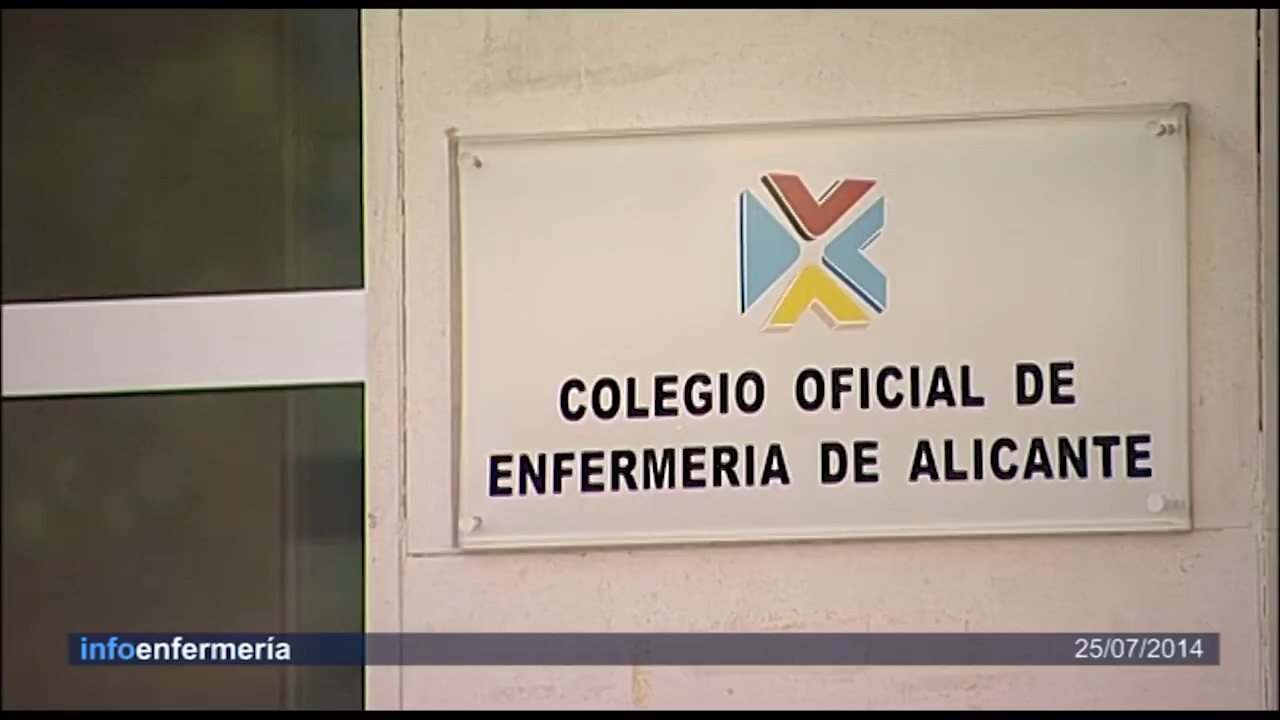 COLEGIO OFICIAL DE
ENFERMERIA DE ALICANTE
infoenfermería
25/07/2014